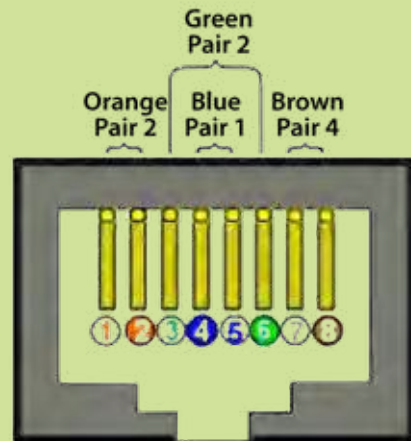 Green
Pair 2
Orange Blue Brown
Pair 2 Pair 1 Pair 4
1 2 3 4 5 6 7 8